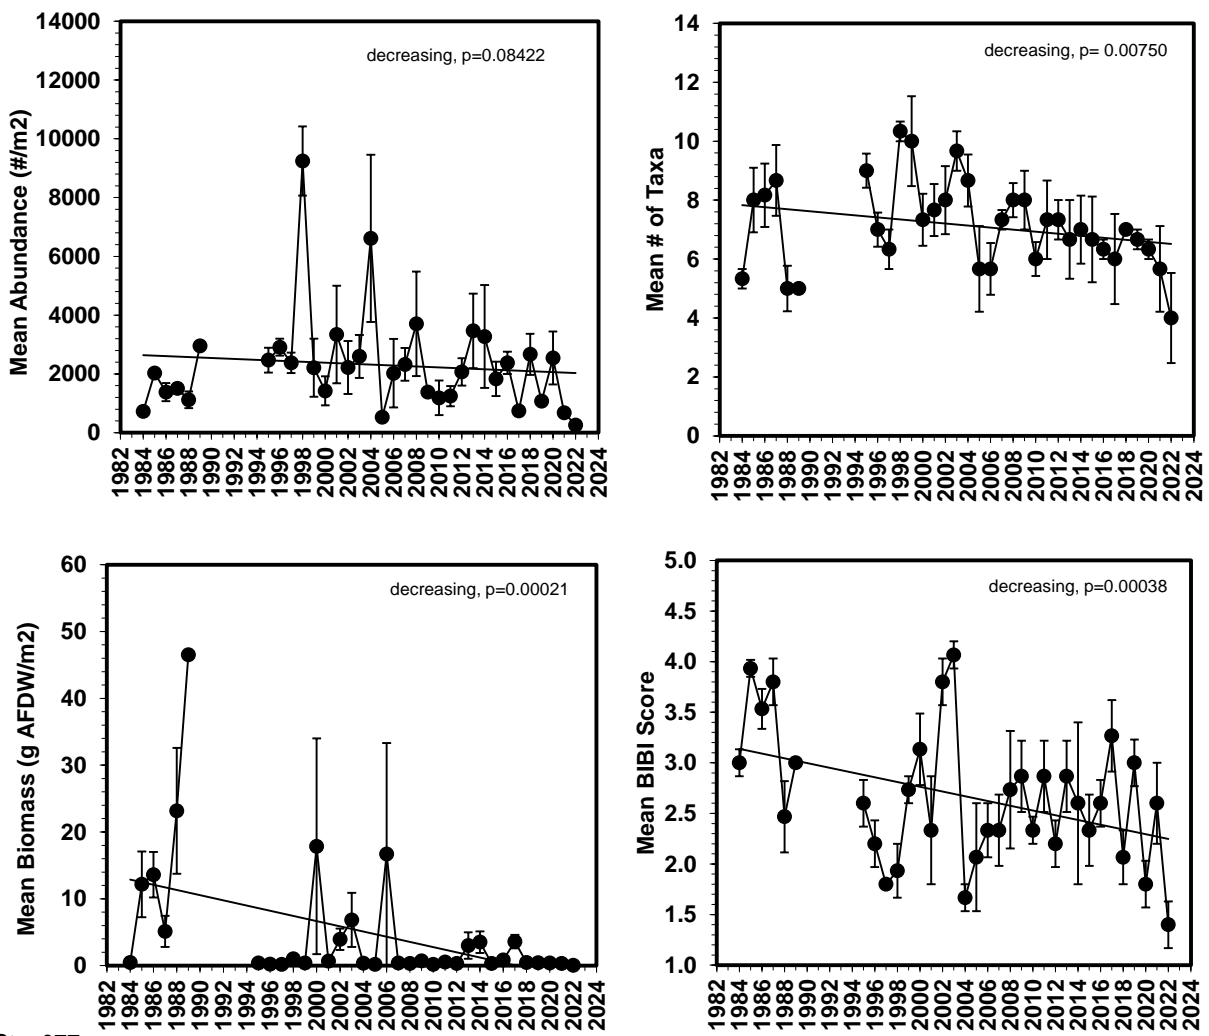 Mean Abundance (#/m2)
14000
12000
10000
8000
6000
4000
2000
0
decreasing, p=0.08422
1982 1984 1986 1988 1990 1992 1994 1996 1998 2000 2002 2004 2006 2008 2010 2012 2014 2016 2018 2020 2022 2024
Mean # of Taxa
14
12
10
8
6
4
2
0
decreasing, p= 0.00750
1982 1984 1986 1988 1990 1992 1994 1996 1998 2000 2002 2004 2006 2008 2010 2012 2014 2016 2018 2020 2022 2024
Mean Biomass (g AFDW/m2)
60
50
40
30
20
10
0
decreasing, p=0.00021
1982 1984 1986 1988 1990 1992 1994 1996 1998 2000 2002 2004 2006 2008 2010 2012 2014 2016 2018 2020 2022 2024
Mean BIBI Score
5.0
4.5
4.0
3.5
3.0
2.5
2.0
1.5
1.0
decreasing, p=0.00038
1982 1984 1986 1988 1990 1992 1994 1996 1998 2000 2002 2004 2006 2008 2010 2012 2014 2016 2018 2020 2022 2024